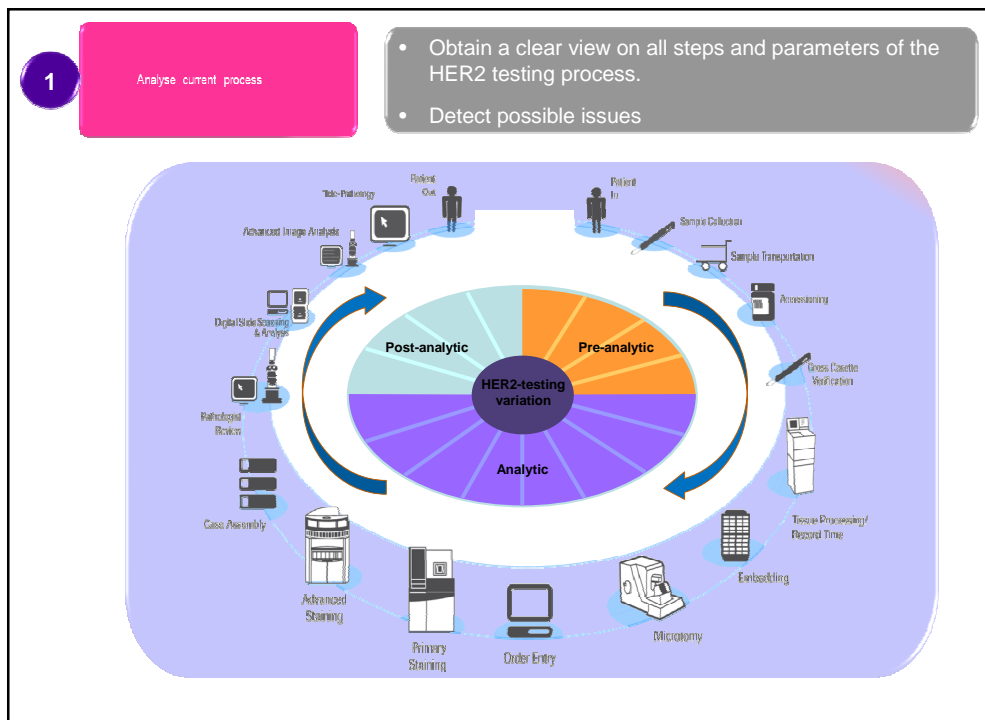 1
Analyse current process
• Obtain a clear view on all steps and parameters of the
HER2 testing process.
• Detect possible issues
Patient
Out
Patient
In
Tele-Pathology
Sample Collection
Advanced Image Analysis
Sample Transportation
Accessioning
Digital Slide Scanning
& Analysis
Post-analytic
Pre-analytic
Gross Casette
Verification
HER2-testing
variation
Pathologist
Review
Analytic
Case Assembly
Tissue Processing/
Record Time
Embedding
Advanced
Staining
Microtomy
Primary
Staining
Order Entry